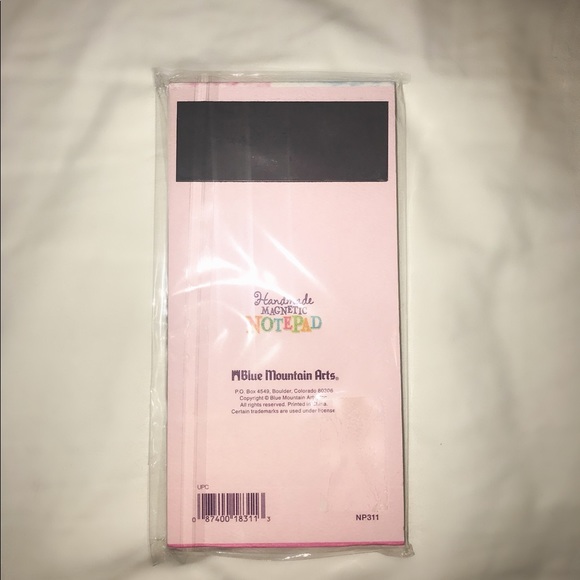 Handmade
MAGNETIC
NOTEPAD
Blue Mountain Arts®
P.O. Box 4549, Boulder, Colorado 80306
Copyright © Blue Mountain Arts
All rights reserved. Printed in China.
Certain trademarks are used under license.
UPC
0 87400 18311 3
NP311